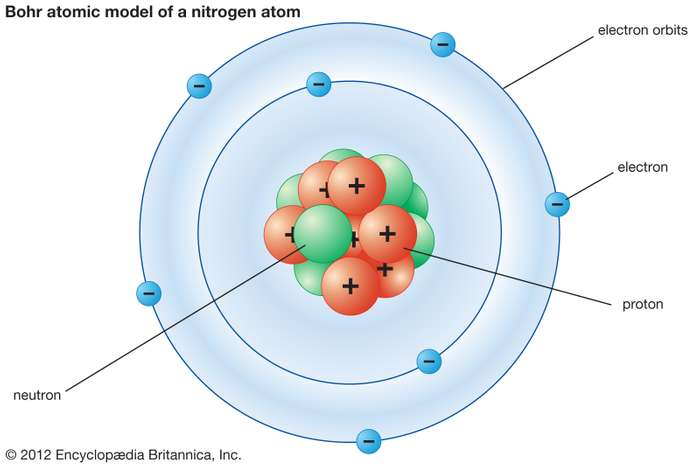 Bohr atomic model of a nitrogen atom
electron orbits
−
−
−
electron
−
+
+
+
+
+
proton
+
+
−
−
neutron
−
© 2012 Encyclopædia Britannica, Inc.